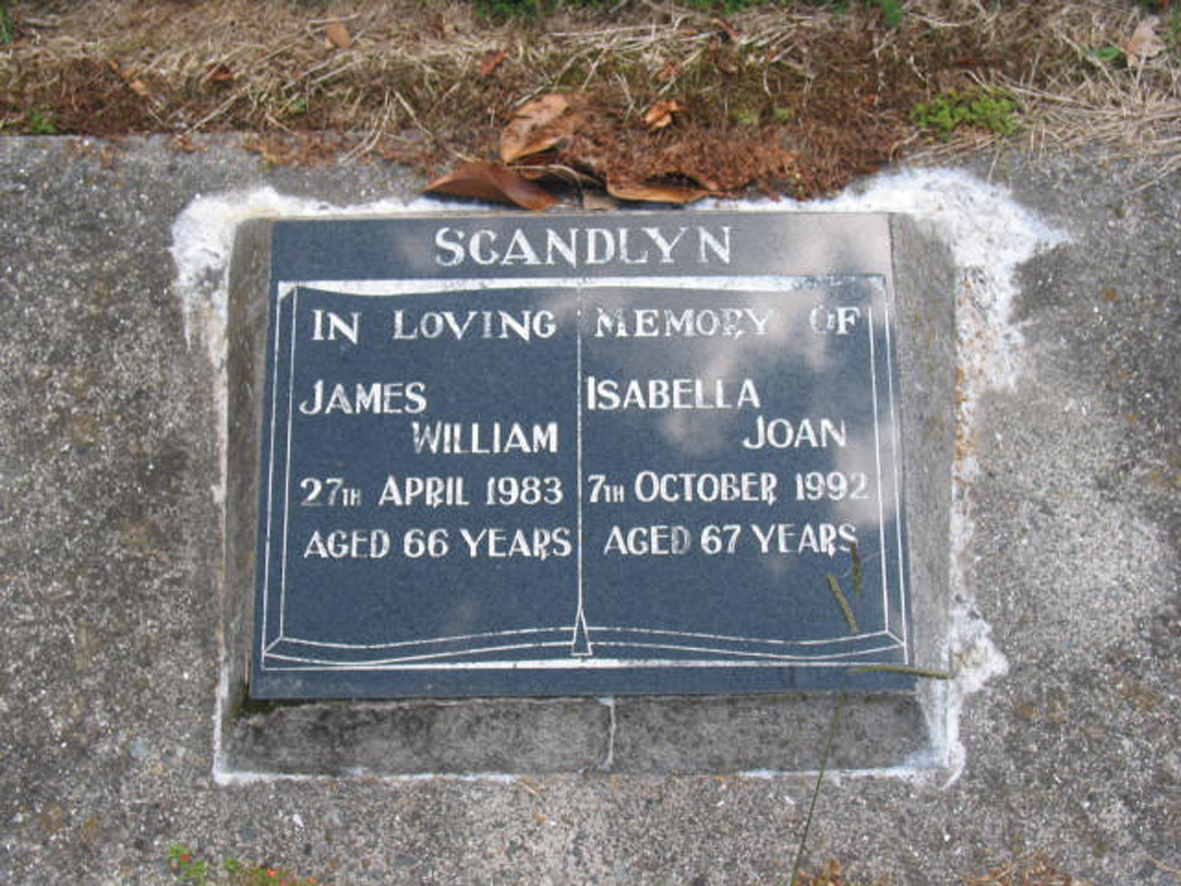 SCANDLYN
IN LOVING MEMORY OF
JAMES
WILLIAM
27TH APRIL 1983
AGED 66 YEARS
ISABELLA
JOAN
7TH OCTOBER 1992
AGED 67 YEARS